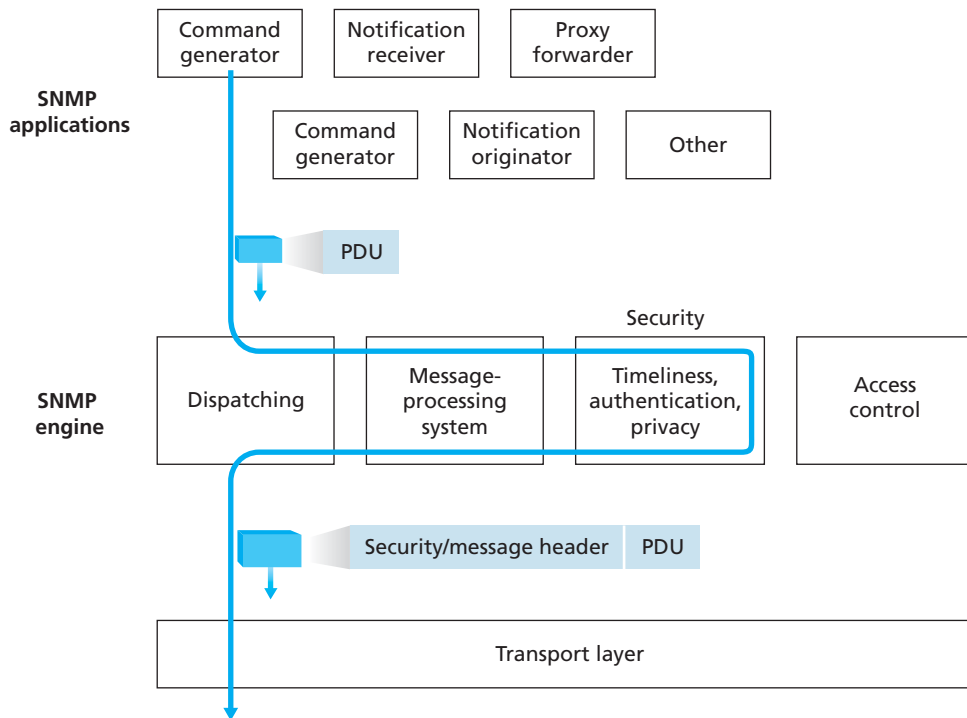 Command
generator
Notification
receiver
Proxy
forwarder
SNMP
applications
Command
generator
Notification
originator
Other
PDU
Security
SNMP
engine
Dispatching
Message-
processing
system
Timeliness,
authentication,
privacy
Access
control
Security/message header
PDU
Transport layer